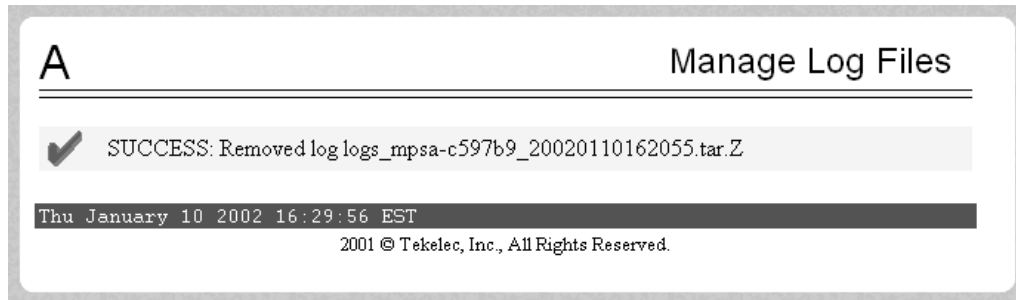 A
Manage Log Files
SUCCESS: Removed log logs_mpsa-c597b9_20020110162055.tar.Z
Thu January 10 2002 16:29:56 EST
2001 © Tekelec, Inc., All Rights Reserved.